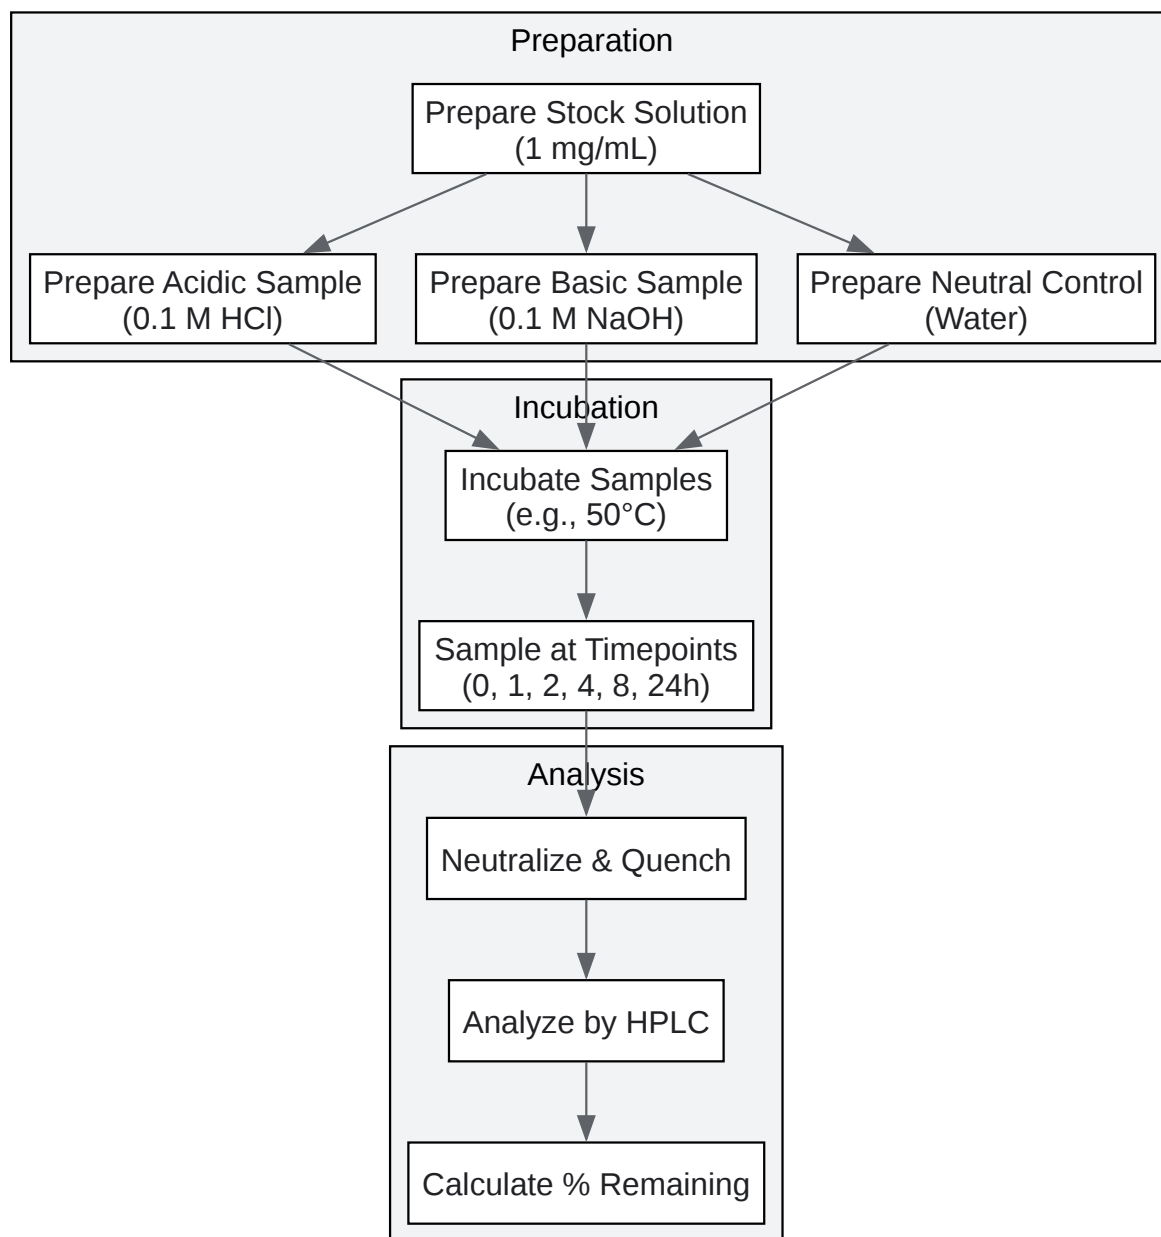 Preparation
Prepare Stock Solution
(1 mg/mL)
Prepare Acidic Sample
(0.1 M HCl)
Prepare Basic Sample
(0.1 M NaOH)
Prepare Neutral Control
(Water)
Incubation
Incubate Samples
(e.g., 50°C)
Sample at Timepoints
(0, 1, 2, 4, 8, 24h)
Analysis
Neutralize & Quench
Analyze by HPLC
Calculate % Remaining